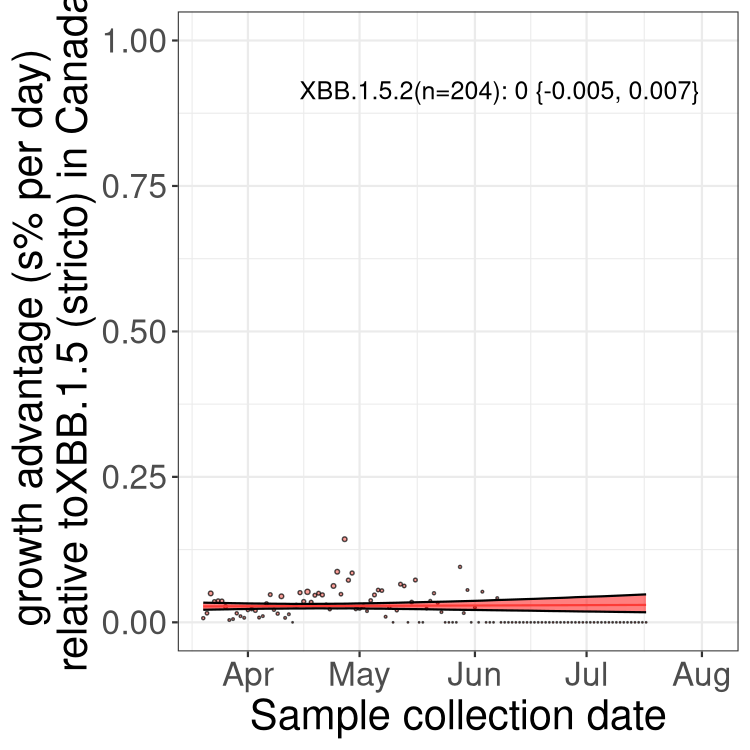 growth advantage (s% per day)
relative toXBB.1.5 (stricto) in Canada
1.00
0.75
0.50
0.25
0.00
XBB.1.5.2(n=204): 0 {-0.005, 0.007}
Apr
May
Jun
Jul
Aug
Sample collection date